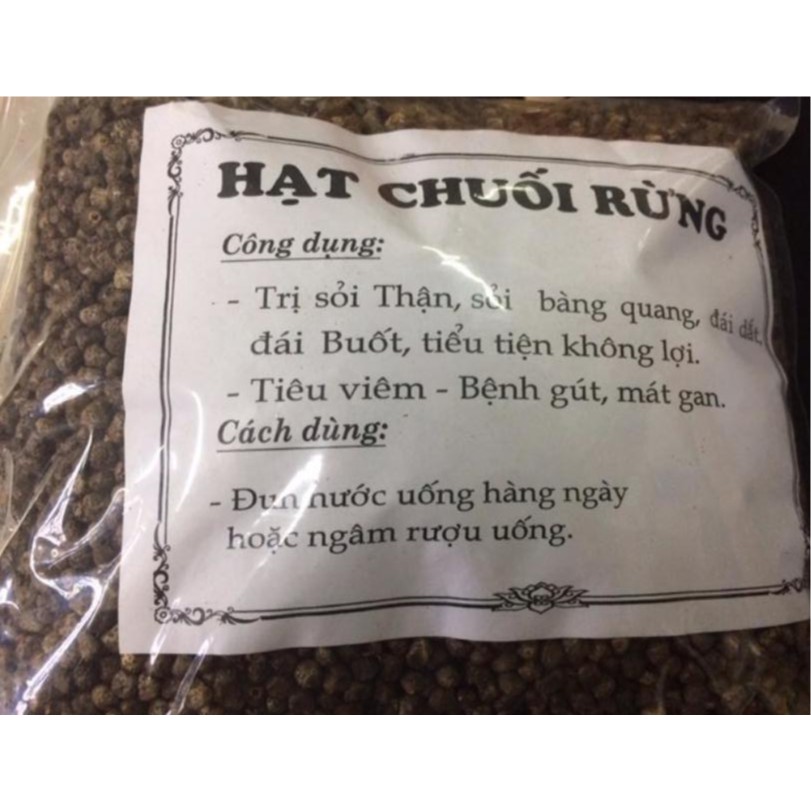 HẠT CHUỐI RỪNG
Công dụng:
- Trị sỏi Thận, sỏi bàng quang, đái dắt,
đái Buốt, tiểu tiện không lợi.
- Tiêu viêm - Bệnh gút, mát gan.
Cách dùng:
- Đun nước uống hàng ngày
hoặc ngâm rượu uống.